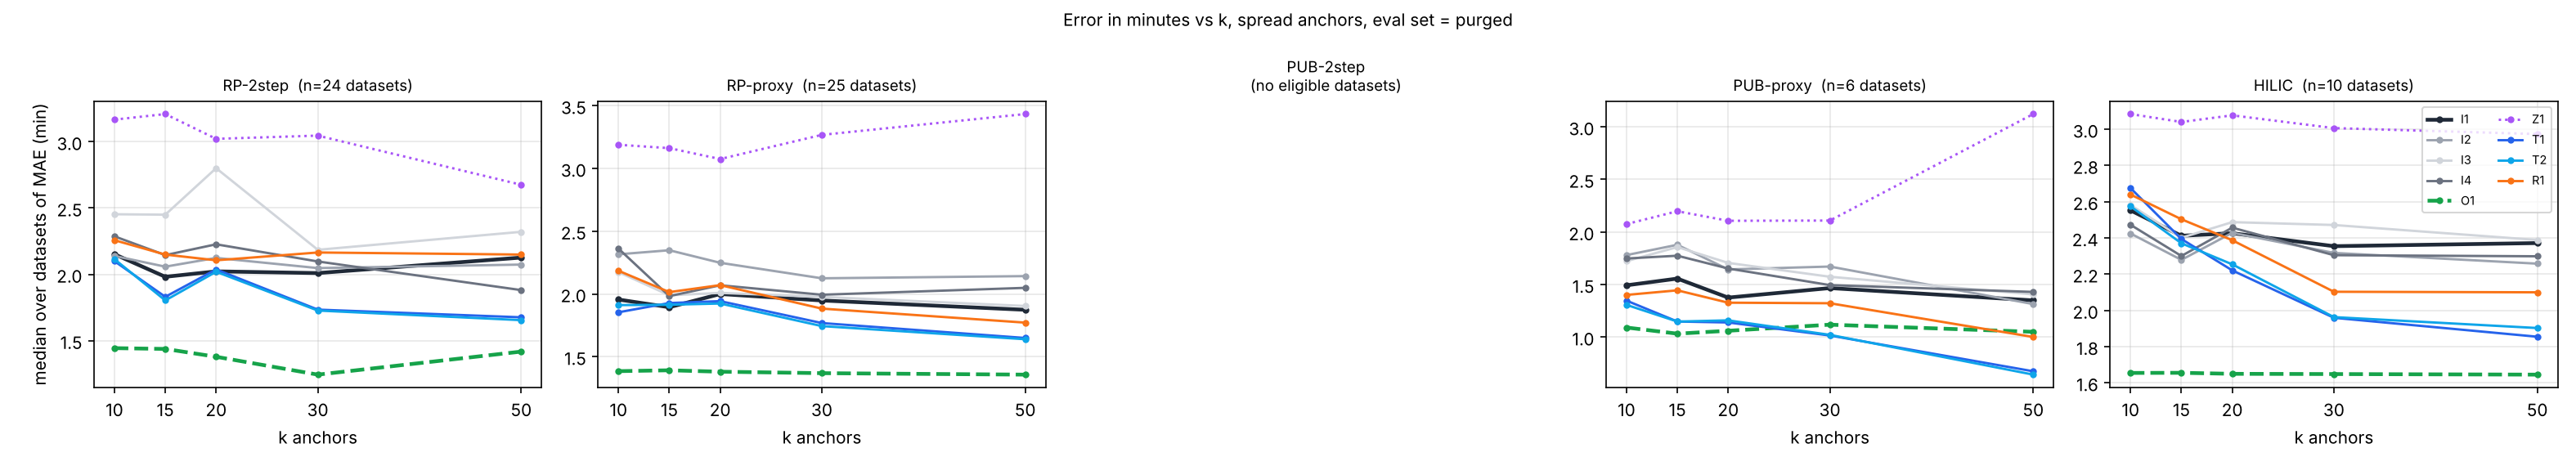 Error in minutes vs k, spread anchors, eval set = purged
RP-2step (n=24 datasets)
median over datasets of MAE (min)
3.0
2.5
2.0
1.5
10 15 20 30 50
k anchors
RP-proxy (n=25 datasets)
3.5
3.0
2.5
2.0
1.5
10 15 20 30 50
k anchors
PUB-2step
(no eligible datasets)
PUB-proxy (n=6 datasets)
3.0
2.5
2.0
1.5
1.0
10 15 20 30 50
k anchors
HILIC (n=10 datasets)
3.0
2.8
2.6
2.4
2.2
2.0
1.8
1.6
10 15 20 30 50
k anchors
I1
I2
I3
I4
O1
Z1
T1
T2
R1